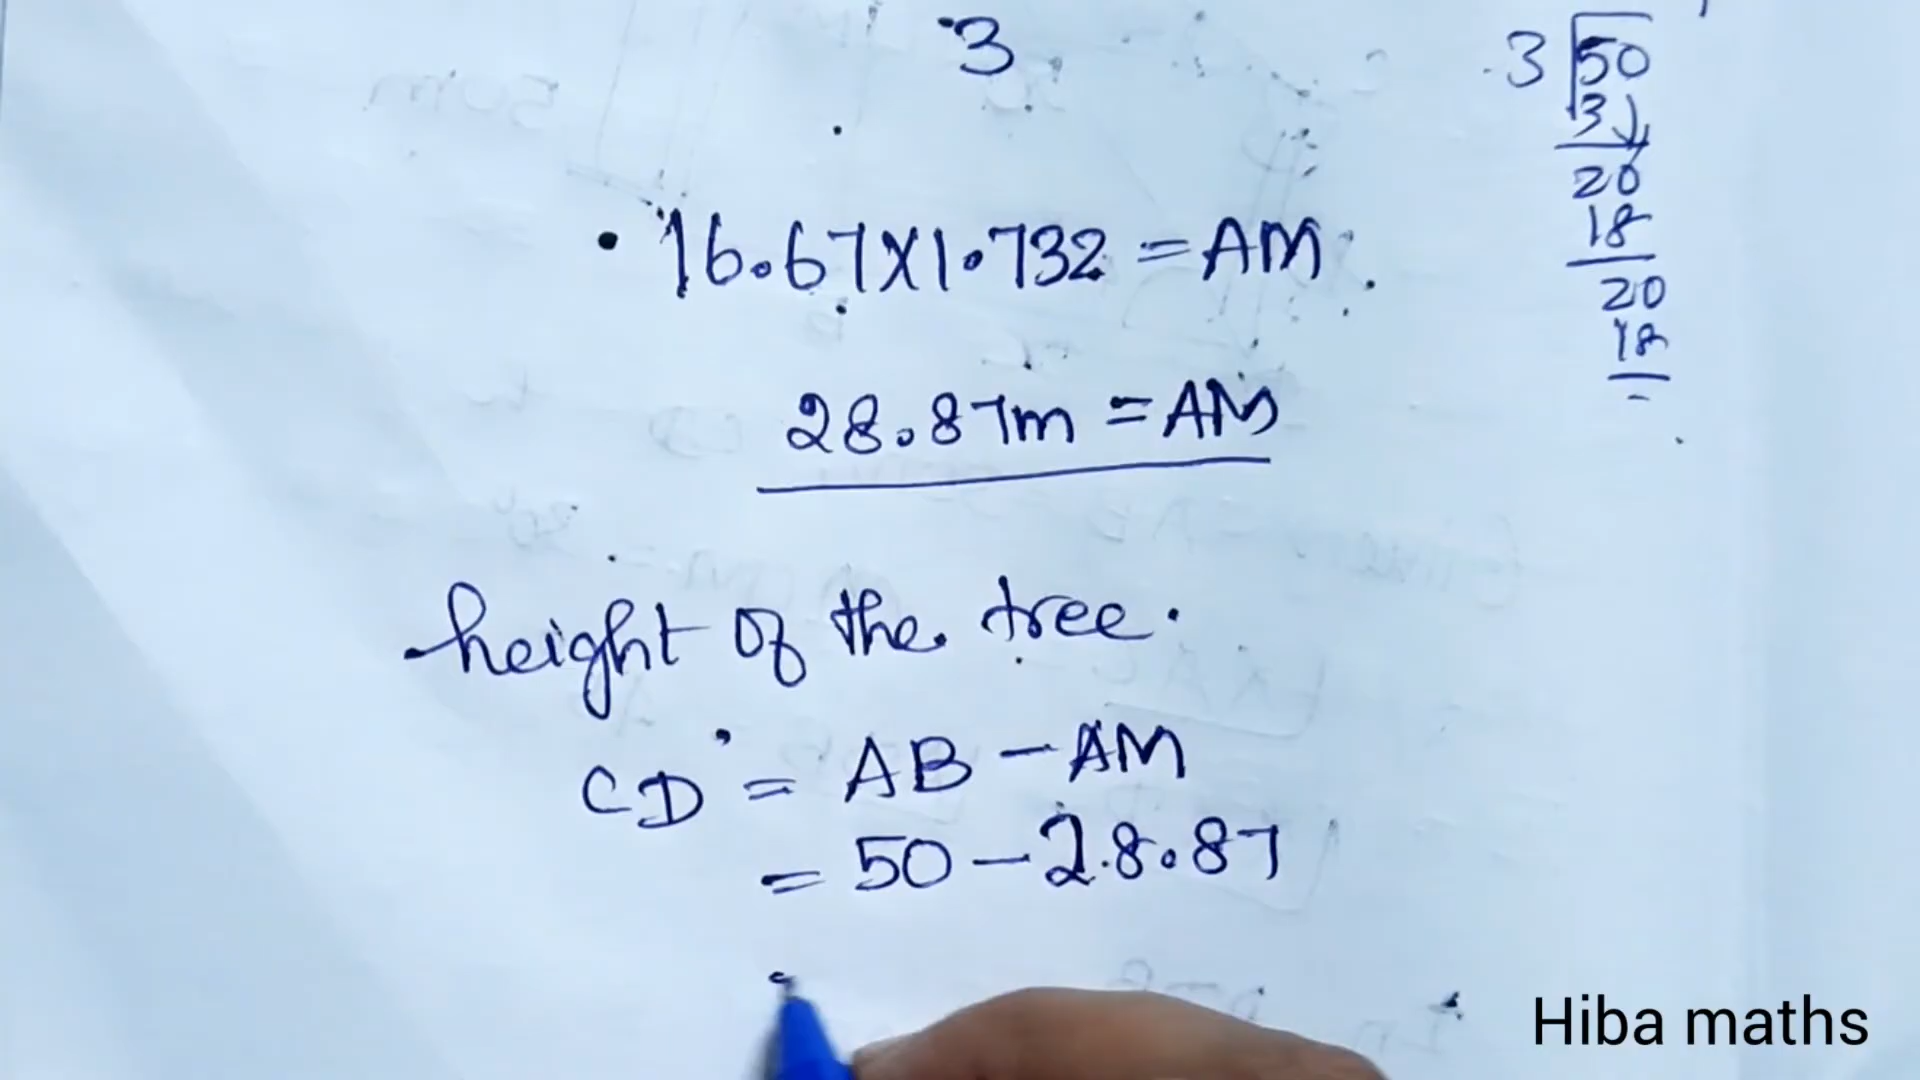 3
16.67×1.732 = AM
28.87m = AM
height of the tree.
CD = AB - AM
= 50 - 28.87
3 50
3
20
18
20
18
Hiba maths